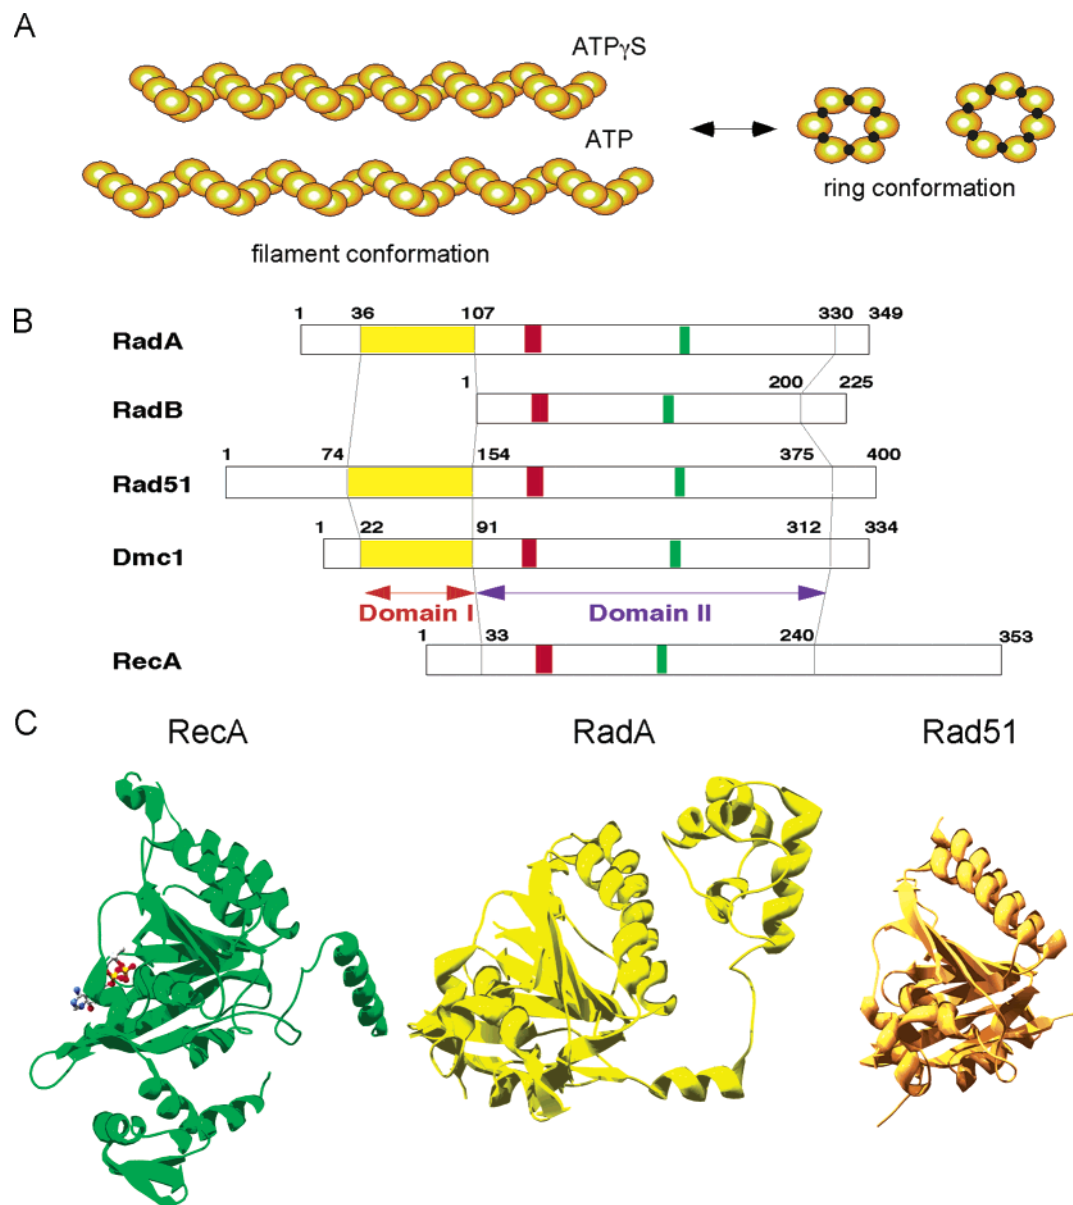 A
ATPγS
ATP
ring conformation
filament conformation
B
1 36 107 330 349
RadA
1 200 225
RadB
1 74 154 375 400
Rad51
1 22 91 312 334
Dmc1
Domain I Domain II
1 33 240 353
RecA
C
RecA RadA Rad51